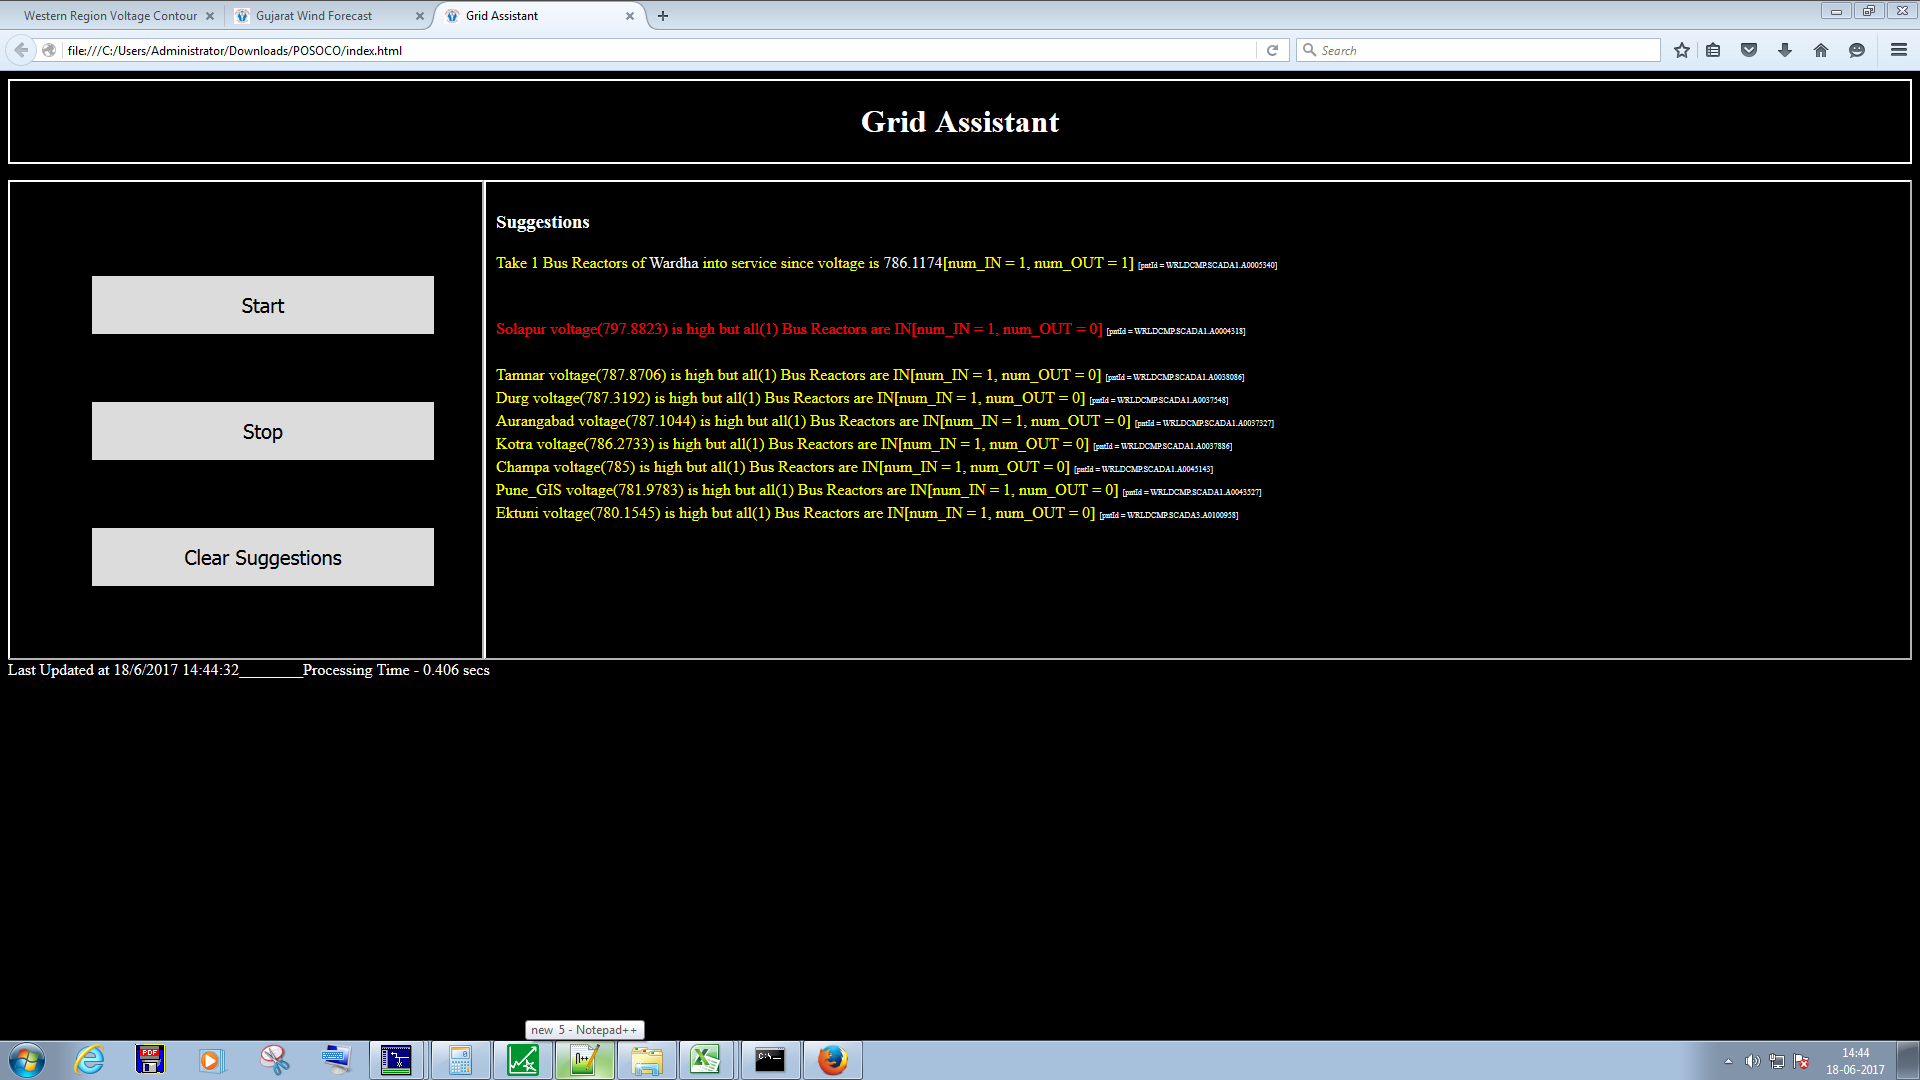 Western Region Voltage Contour
Gujarat Wind Forecast
Grid Assistant
file:///C:/Users/Administrator/Downloads/POSOCO/index.html
Search
Grid Assistant
Start
Stop
Clear Suggestions
Suggestions
Take 1 Bus Reactors of Wardha into service since voltage is 786.1174[num_IN = 1, num_OUT = 1] [pntId = WRLDCMP.SCADA1.A0005340]
Solapur voltage(797.8823) is high but all(1) Bus Reactors are IN[num_IN = 1, num_OUT = 0] [pntId = WRLDCMP.SCADA1.A0004318]
Tamnar voltage(787.8706) is high but all(1) Bus Reactors are IN[num_IN = 1, num_OUT = 0] [pntId = WRLDCMP.SCADA1.A0038086]
Durg voltage(787.3192) is high but all(1) Bus Reactors are IN[num_IN = 1, num_OUT = 0] [pntId = WRLDCMP.SCADA1.A0037548]
Aurangabad voltage(787.1044) is high but all(1) Bus Reactors are IN[num_IN = 1, num_OUT = 0] [pntId = WRLDCMP.SCADA1.A0037327]
Kotra voltage(786.2733) is high but all(1) Bus Reactors are IN[num_IN = 1, num_OUT = 0] [pntId = WRLDCMP.SCADA1.A0037886]
Champa voltage(785) is high but all(1) Bus Reactors are IN[num_IN = 1, num_OUT = 0] [pntId = WRLDCMP.SCADA1.A0045143]
Pune_GIS voltage(781.9783) is high but all(1) Bus Reactors are IN[num_IN = 1, num_OUT = 0] [pntId = WRLDCMP.SCADA1.A0043527]
Ektuni voltage(780.1545) is high but all(1) Bus Reactors are IN[num_IN = 1, num_OUT = 0] [pntId = WRLDCMP.SCADA3.A0100958]
Last Updated at 18/6/2017 14:44:32________Processing Time - 0.406 secs
new 5 - Notepad++
PDF
C:\_
14:44
18-06-2017